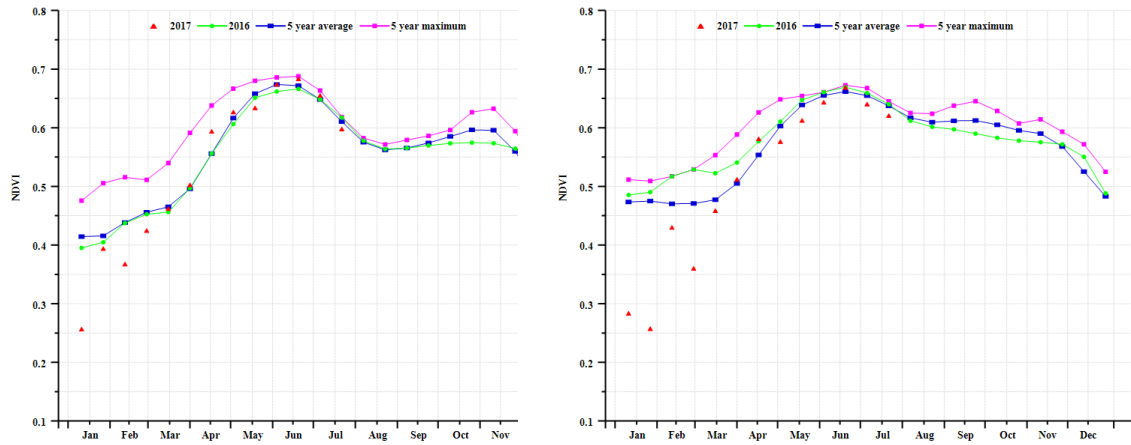 0.8
2017 2016 5 year average 5 year maximum
0.7
0.6
0.5
0.4
0.3
0.2
0.1
NDVI
Jan Feb Mar Apr May Jun Jul Aug Sep Oct Nov
0.8
2017 2016 5 year average 5 year maximum
0.7
0.6
0.5
0.4
0.3
0.2
0.1
NDVI
Jan Feb Mar Apr May Jun Jul Aug Sep Oct Nov Dec